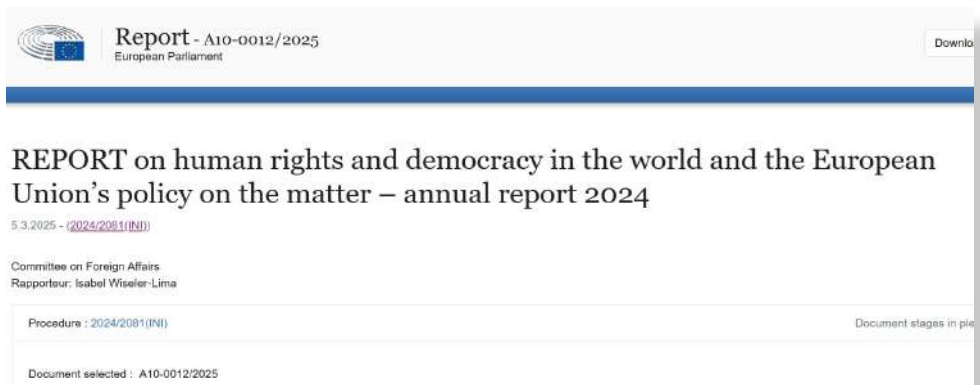 Report - A10-0012/2025
European Parliament
Downlo
REPORT on human rights and democracy in the world and the European
Union's policy on the matter – annual report 2024
5.3.2025 - (2024/2081(INI))
Committee on Foreign Affairs
Rapporteur: Isabel Wiseler-Lima
Procedure : 2024/2081(INI)
Document stages in ple
Document selected : A10-0012/2025